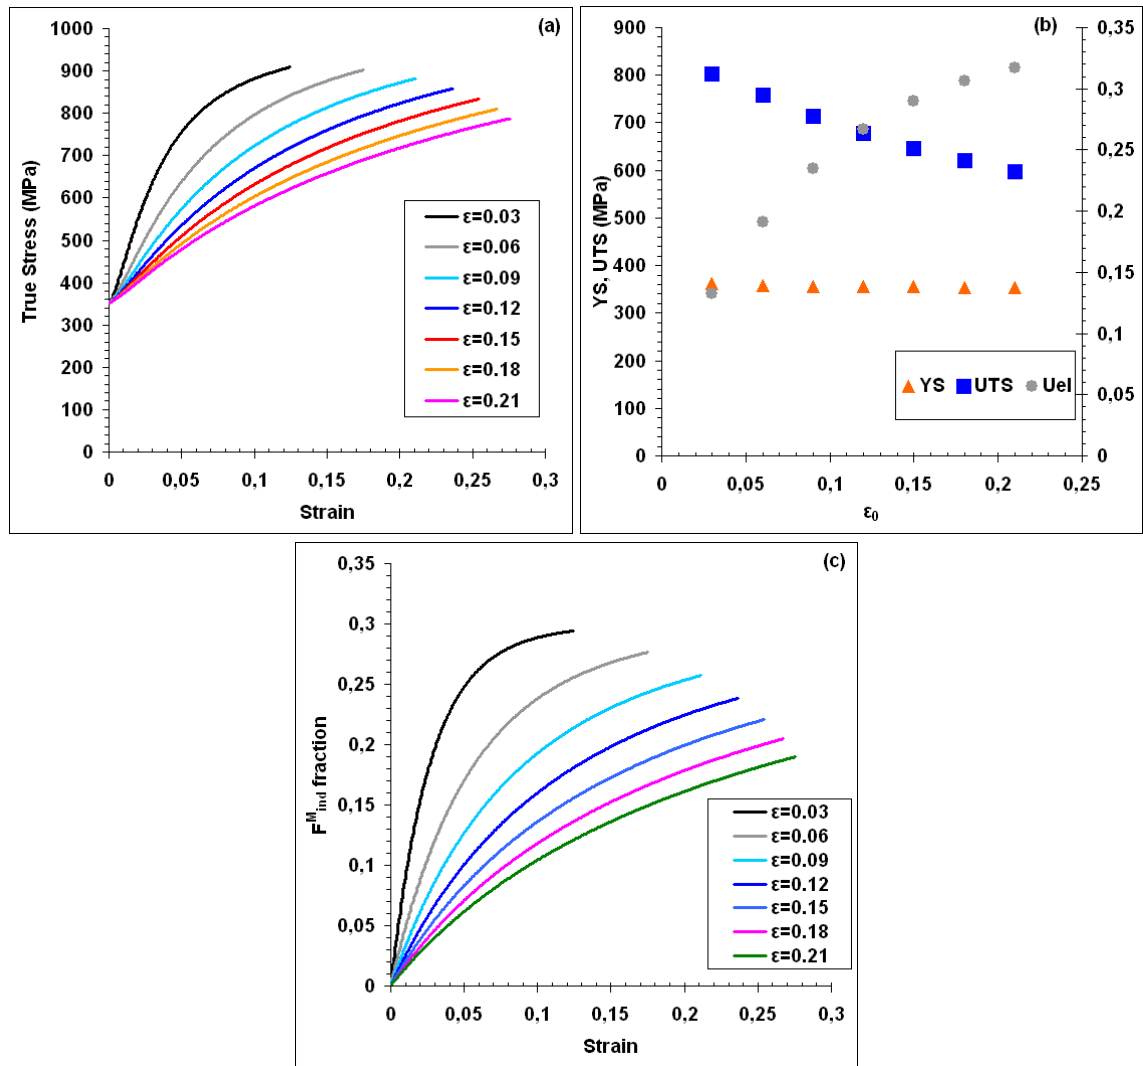 (a)
True Stress (MPa)
1000
900
800
700
600
500
400
300
200
100
0
ε=0.03
ε=0.06
ε=0.09
ε=0.12
ε=0.15
ε=0.18
ε=0.21
0 0,05 0,1 0,15 0,2 0,25 0,3
Strain
(b)
YS, UTS (MPa)
900
800
700
600
500
400
300
200
100
0
0,35
0,3
0,25
0,2
0,15
0,1
0,05
0
YS UTS Uel
0 0,05 0,1 0,15 0,2 0,25
ε₀
(c)
Fᴹind fraction
0,35
0,3
0,25
0,2
0,15
0,1
0,05
0
ε=0.03
ε=0.06
ε=0.09
ε=0.12
ε=0.15
ε=0.18
ε=0.21
0 0,05 0,1 0,15 0,2 0,25 0,3
Strain